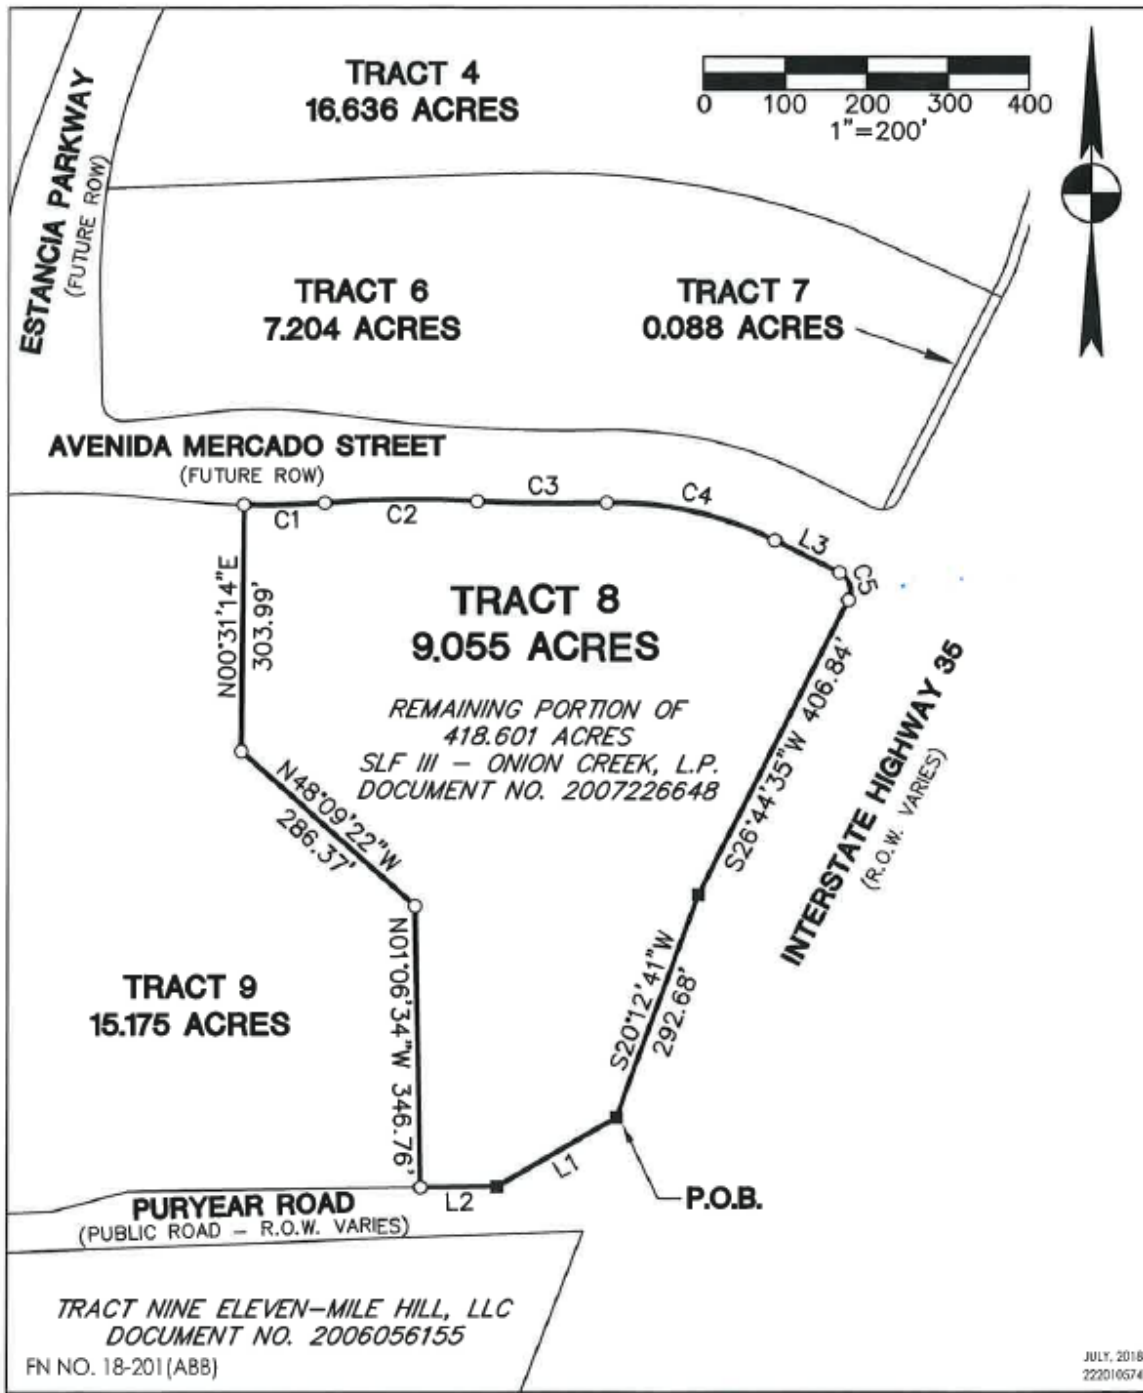 TRACT 4
16.636 ACRES
0 100 200 300 400
1"=200'
ESTANCIA PARKWAY
(FUTURE ROW)
TRACT 6
7.204 ACRES
TRACT 7
0.088 ACRES
AVENIDA MERCADO STREET
(FUTURE ROW)
C1
C2
C3
C4
L3
C5
N00°31'14"E
303.99'
TRACT 8
9.055 ACRES
REMAINING PORTION OF
418.601 ACRES
SLF III – ONION CREEK, L.P.
DOCUMENT NO. 2007226648
S26°44'35"W 406.84'
INTERSTATE HIGHWAY 35
(R.O.W. VARIES)
N48°09'22"W
286.37'
S20°12'41"W
292.68'
TRACT 9
15.175 ACRES
N01°06'34"W 346.76'
L1
L2
P.O.B.
PURYEAR ROAD
(PUBLIC ROAD – R.O.W. VARIES)
TRACT NINE ELEVEN–MILE HILL, LLC
DOCUMENT NO. 2006056155
FN NO. 18-201(ABB)
JULY, 2018
222010574